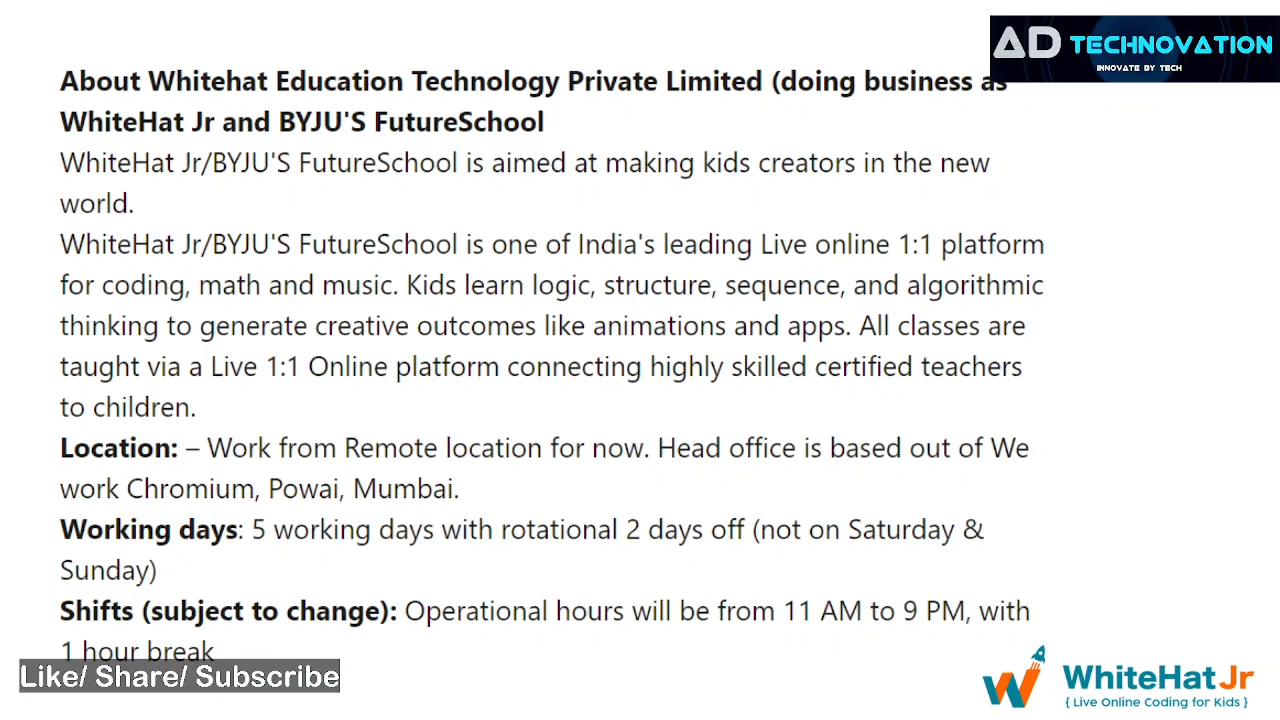 AD TECHNOVATION
INNOVATE BY TECH
About Whitehat Education Technology Private Limited (doing business as
WhiteHat Jr and BYJU'S FutureSchool
WhiteHat Jr/BYJU'S FutureSchool is aimed at making kids creators in the new
world.
WhiteHat Jr/BYJU'S FutureSchool is one of India's leading Live online 1:1 platform
for coding, math and music. Kids learn logic, structure, sequence, and algorithmic
thinking to generate creative outcomes like animations and apps. All classes are
taught via a Live 1:1 Online platform connecting highly skilled certified teachers
to children.
Location: – Work from Remote location for now. Head office is based out of We
work Chromium, Powai, Mumbai.
Working days: 5 working days with rotational 2 days off (not on Saturday &
Sunday)
Shifts (subject to change): Operational hours will be from 11 AM to 9 PM, with
1 hour break
Like/ Share/ Subscribe
WhiteHat Jr
{ Live Online Coding for Kids }